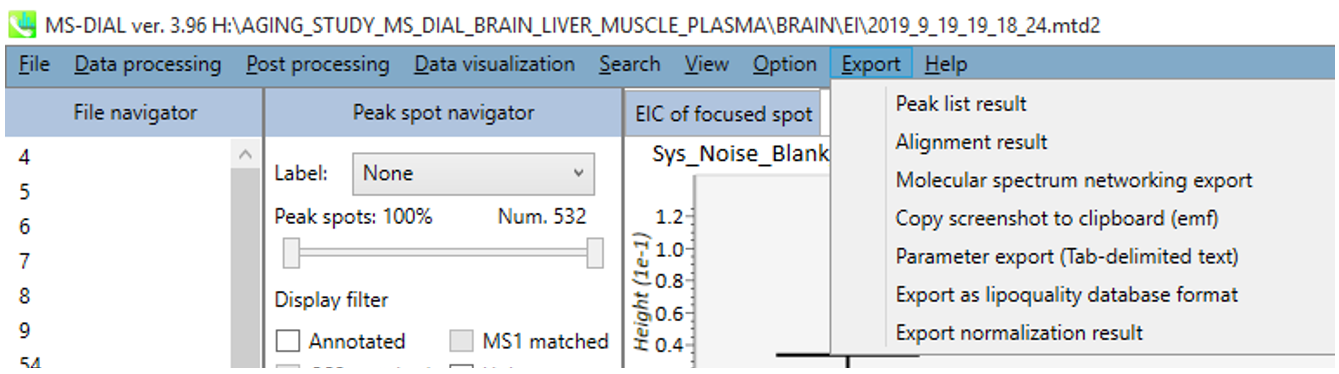 MS-DIAL ver. 3.96 H:\AGING_STUDY_MS_DIAL_BRAIN_LIVER_MUSCLE_PLASMA\BRAIN\EI\2019_9_19_19_18_24.mtd2
File Data processing Post processing Data visualization Search View Option Export Help
File navigator
4
5
6
7
8
9
54
Peak spot navigator
Label: None
Peak spots: 100% Num. 532
Display filter
Annotated MS1 matched
EIC of focused spot
Sys_Noise_Blank
Height (1e-1)
1.2
1.0
0.8
0.6
0.4
Peak list result
Alignment result
Molecular spectrum networking export
Copy screenshot to clipboard (emf)
Parameter export (Tab-delimited text)
Export as lipoquality database format
Export normalization result